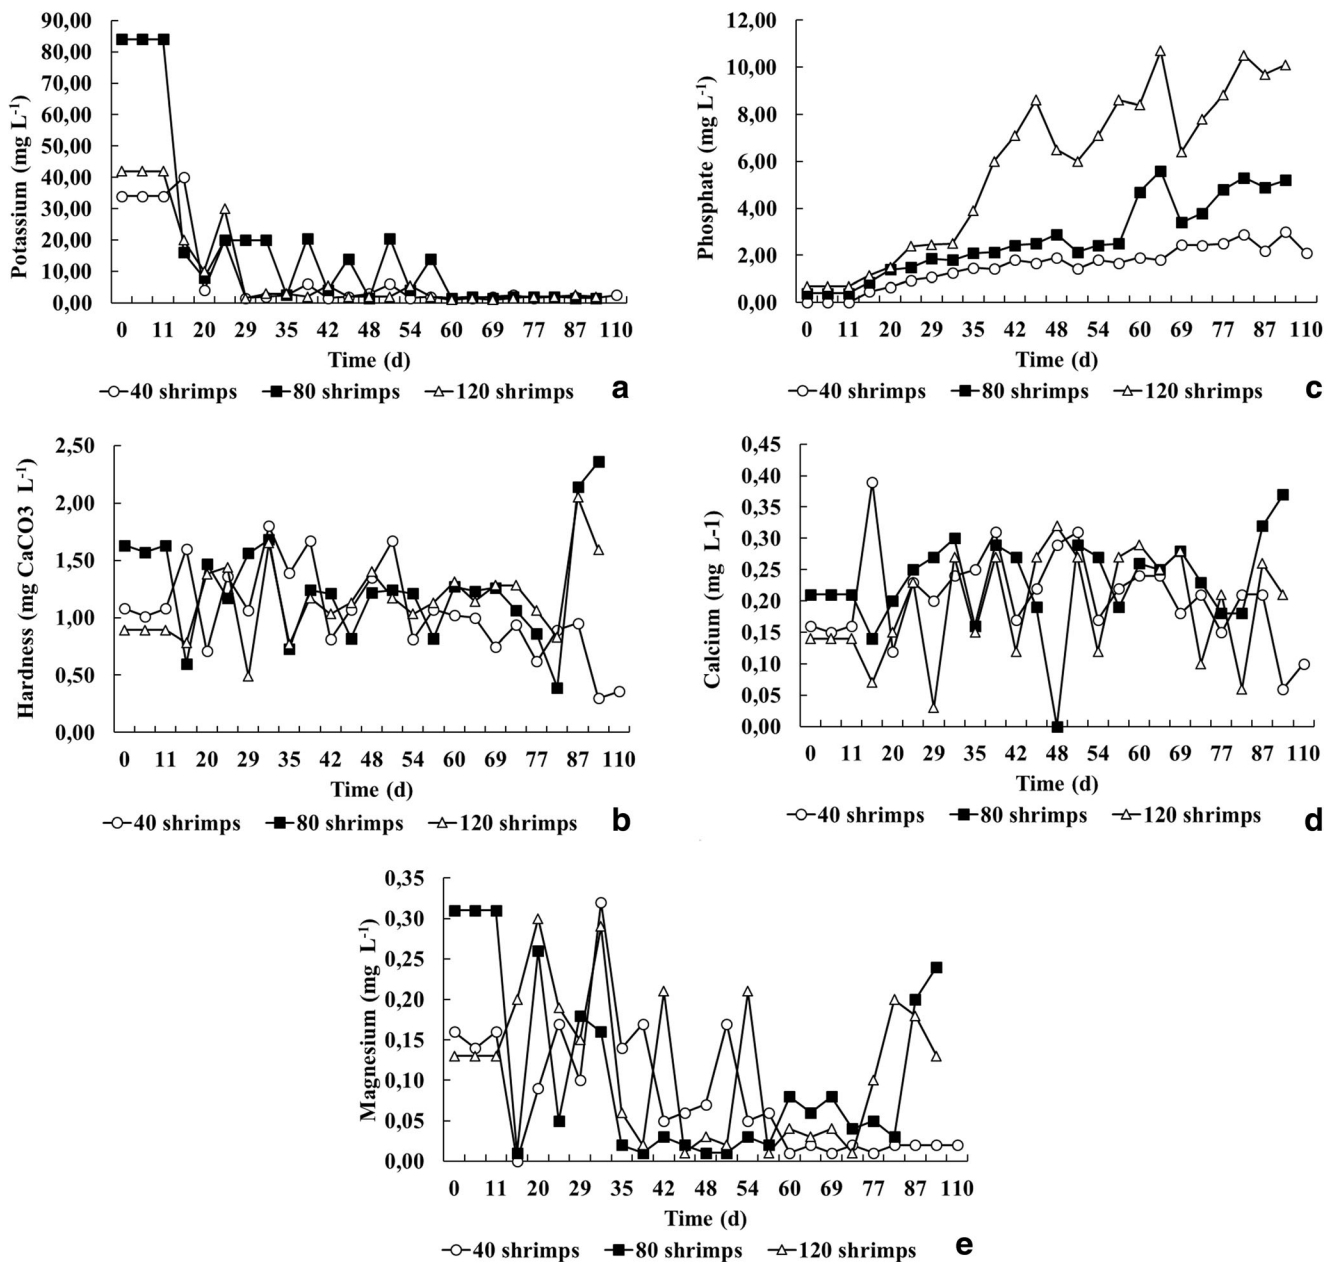 90,00
80,00
70,00
60,00
50,00
40,00
30,00
20,00
10,00
0,00
Potassium (mg L-1)
0 11 20 29 35 42 48 54 60 69 77 87 110
Time (d)
40 shrimps 80 shrimps 120 shrimps
a
12,00
10,00
8,00
6,00
4,00
2,00
0,00
Phosphate (mg L-1)
0 11 20 29 35 42 48 54 60 69 77 87 110
Time (d)
40 shrimps 80 shrimps 120 shrimps
c
2,50
2,00
1,50
1,00
0,50
0,00
Hardness (mg CaCO3 L-1)
0 11 20 29 35 42 48 54 60 69 77 87 110
Time (d)
40 shrimps 80 shrimps 120 shrimps
b
0,45
0,40
0,35
0,30
0,25
0,20
0,15
0,10
0,05
0,00
Calcium (mg L-1)
0 11 20 29 35 42 48 54 60 69 77 87 110
Time (d)
40 shrimps 80 shrimps 120 shrimps
d
0,35
0,30
0,25
0,20
0,15
0,10
0,05
0,00
Magnesium (mg L-1)
0 11 20 29 35 42 48 54 60 69 77 87 110
Time (d)
40 shrimps 80 shrimps 120 shrimps
e